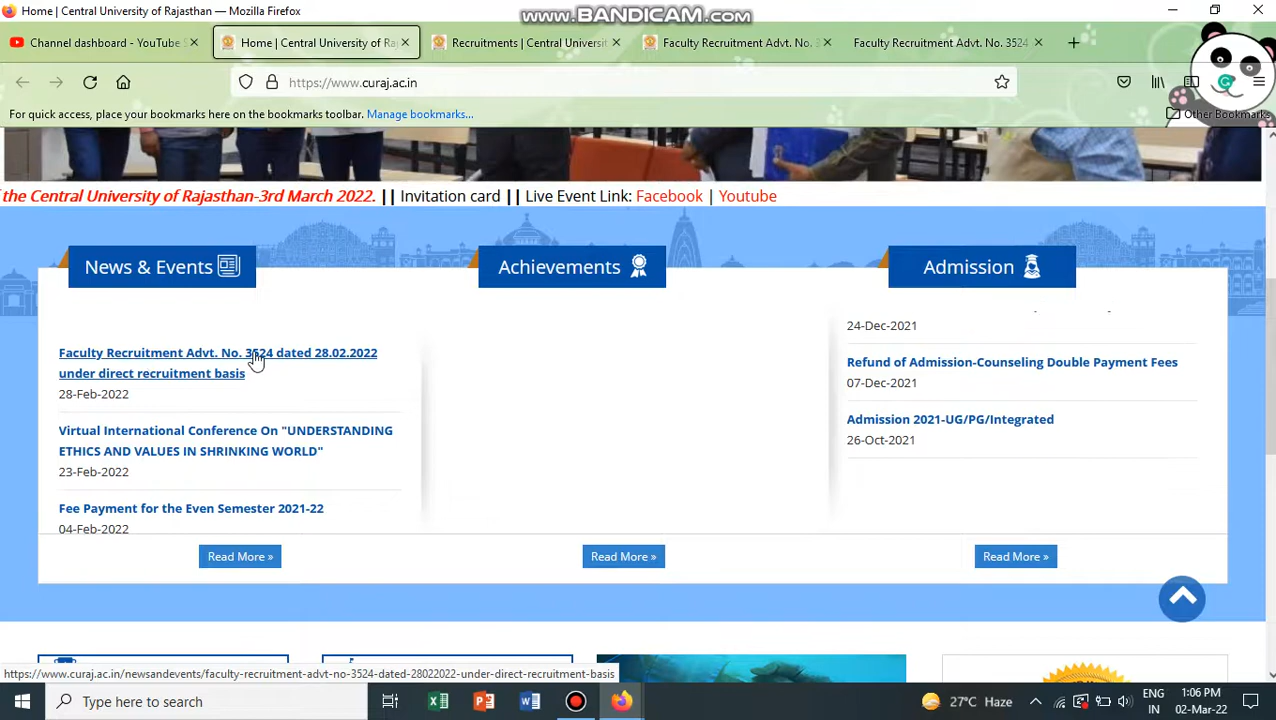 Home | Central University of Rajasthan — Mozilla Firefox
www.BANDICAM.com
Channel dashboard - YouTube S
Home | Central University of Ra
Recruitments | Central Universit
Faculty Recruitment Advt. No. 3
Faculty Recruitment Advt. No. 3524
https://www.curaj.ac.in
For quick access, place your bookmarks here on the bookmarks toolbar. Manage bookmarks...
Other Bookmarks
the Central University of Rajasthan-3rd March 2022. || Invitation card || Live Event Link: Facebook | Youtube
News & Events
Achievements
Admission
Faculty Recruitment Advt. No. 3524 dated 28.02.2022
under direct recruitment basis
28-Feb-2022
Virtual International Conference On "UNDERSTANDING
ETHICS AND VALUES IN SHRINKING WORLD"
23-Feb-2022
Fee Payment for the Even Semester 2021-22
04-Feb-2022
24-Dec-2021
Refund of Admission-Counseling Double Payment Fees
07-Dec-2021
Admission 2021-UG/PG/Integrated
26-Oct-2021
Read More »
Read More »
Read More »
https://www.curaj.ac.in/newsandevents/faculty-recruitment-advt-no-3524-dated-28022022-under-direct-recruitment-basis
Type here to search
27°C Haze
ENG
IN
1:06 PM
02-Mar-22